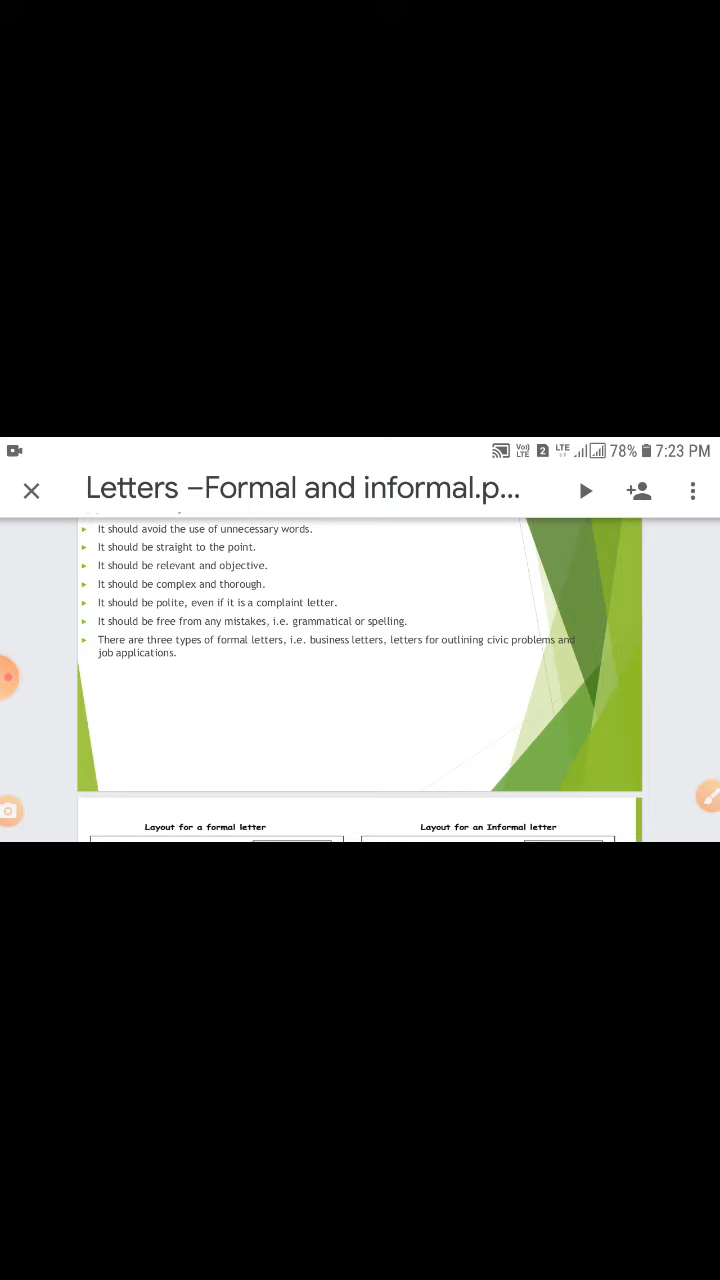 Vo) LTE 2 LTE 78% 7:23 PM
Letters –Formal and informal.p...
It should avoid the use of unnecessary words.
It should be straight to the point.
It should be relevant and objective.
It should be complex and thorough.
It should be polite, even if it is a complaint letter.
It should be free from any mistakes, i.e. grammatical or spelling.
There are three types of formal letters, i.e. business letters, letters for outlining civic problems and
job applications.
Layout for a formal letter
Layout for an Informal letter